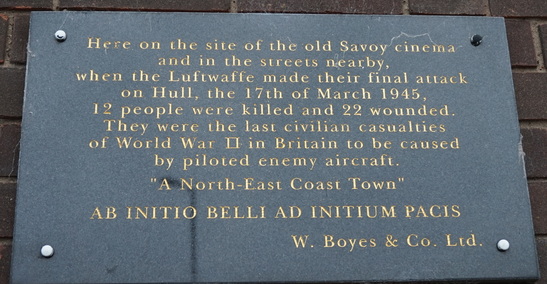 Here on the site of the old Savoy cinema
and in the streets nearby,
when the Luftwaffe made their final attack
on Hull, the 17th of March 1945,
12 people were killed and 22 wounded.
They were the last civilian casualties
of World War II in Britain to be caused
by piloted enemy aircraft.
"A North-East Coast Town"
AB INITIO BELLI AD INITIUM PACIS
W. Boyes & Co. Ltd.